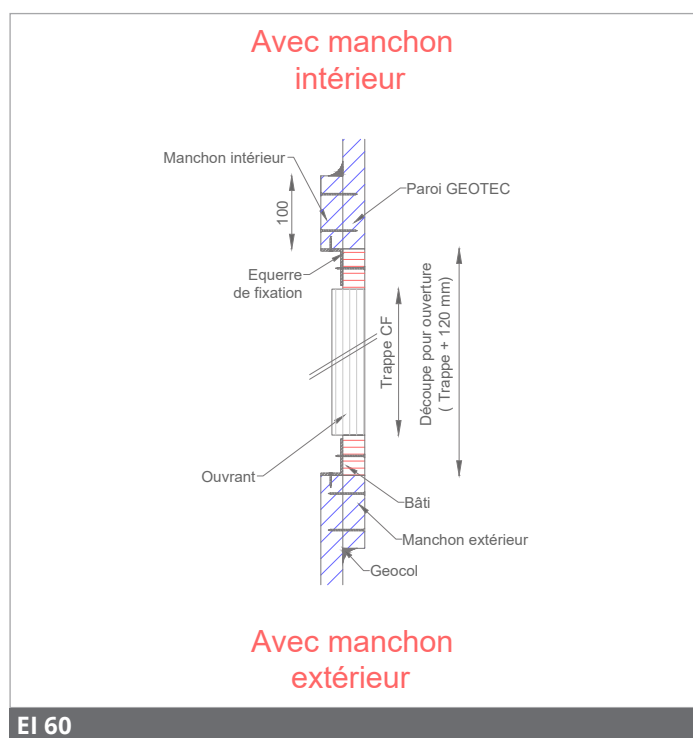 Avec manchon
intérieur
Manchon intérieur
Paroi GEOTEC
100
Equerre
de fixation
Trappe CF
Découpe pour ouverture
( Trappe + 120 mm)
Ouvrant
Bâti
Manchon extérieur
Geocol
Avec manchon
extérieur
EI 60